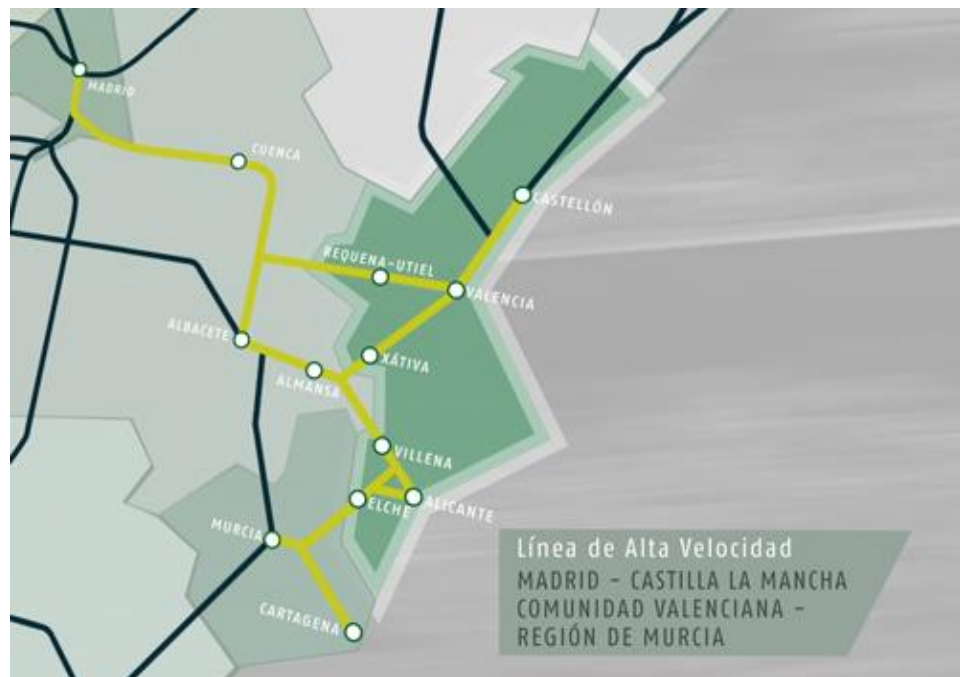 MADRID
CUENCA
CASTELLÓN
REQUENA-UTIEL
VALENCIA
ALBACETE
XÁTIVA
ALMANSA
VILLENA
ELCHE
ALICANTE
MURCIA
CARTAGENA
Línea de Alta Velocidad
MADRID - CASTILLA LA MANCHA
COMUNIDAD VALENCIANA -
REGIÓN DE MURCIA